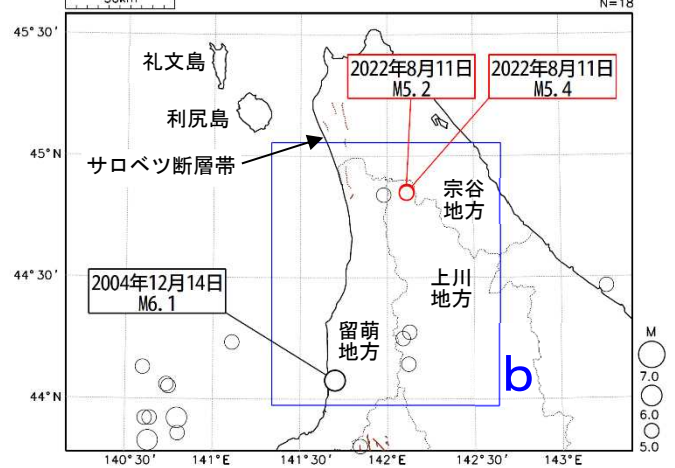 50km
N=18
45°30′
礼文島
2022年8月11日
M5.2
2022年8月11日
M5.4
利尻島
45°N
サロベツ断層帯
宗谷
地方
44°30′
上川
地方
2004年12月14日
M6.1
留萌
地方
M
7.0
6.0
5.0
b
44°N
140°30′
141°E
141°30′
142°E
142°30′
143°E